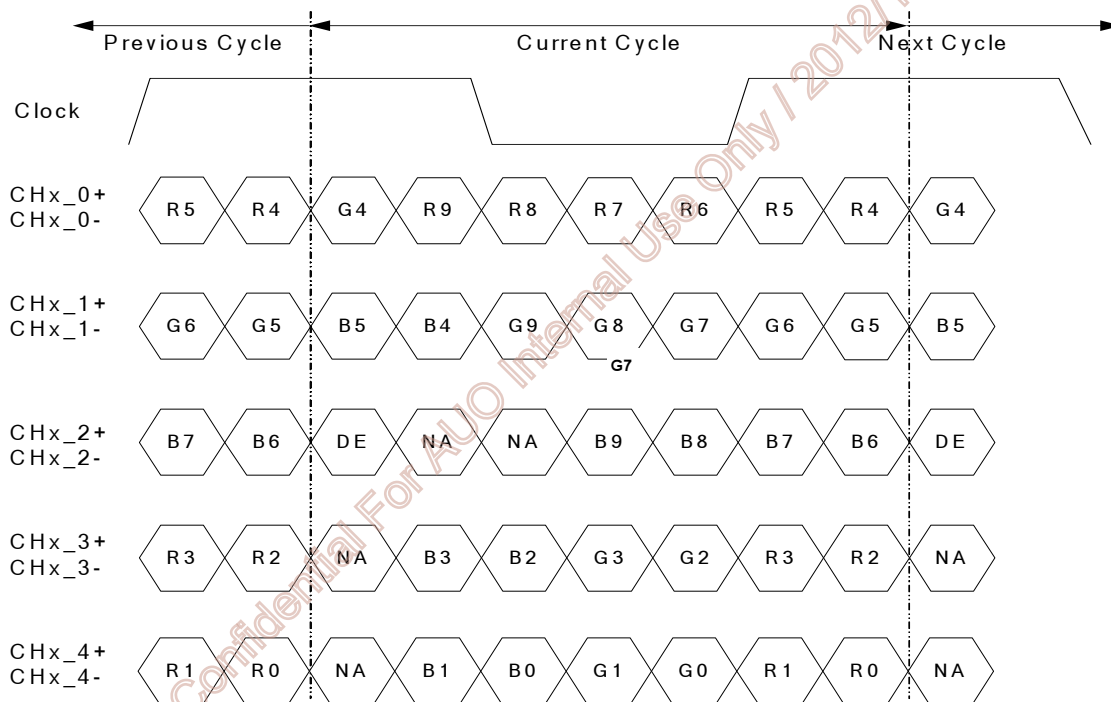 Previous Cycle Current Cycle Next Cycle
Clock
CHx_0+
CHx_0-
R5 R4 G4 R9 R8 R7 R6 R5 R4 G4
CHx_1+
CHx_1-
G6 G5 B5 B4 G9 G8 G7 G6 G5 B5
G7
CHx_2+
CHx_2-
B7 B6 DE NA NA B9 B8 B7 B6 DE
CHx_3+
CHx_3-
R3 R2 NA B3 B2 G3 G2 R3 R2 NA
CHx_4+
CHx_4-
R1 R0 NA B1 B0 G1 G0 R1 R0 NA
Confidential For AUO Internal Use Only / 2012/